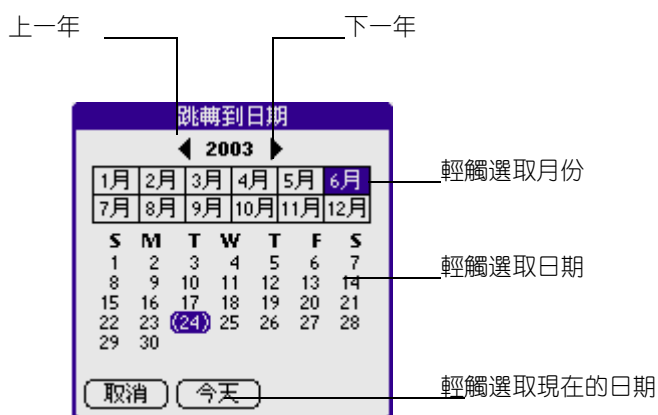 上一年
下一年
跳轉到日期
2003
1月 2月 3月 4月 5月 6月
輕觸選取月份
7月 8月 9月 10月 11月 12月
S M T W T F S
1 2 3 4 5 6 7
輕觸選取日期
8 9 10 11 12 13 14
15 16 17 18 19 20 21
22 23 (24) 25 26 27 28
29 30
取消 今天
輕觸選取現在的日期